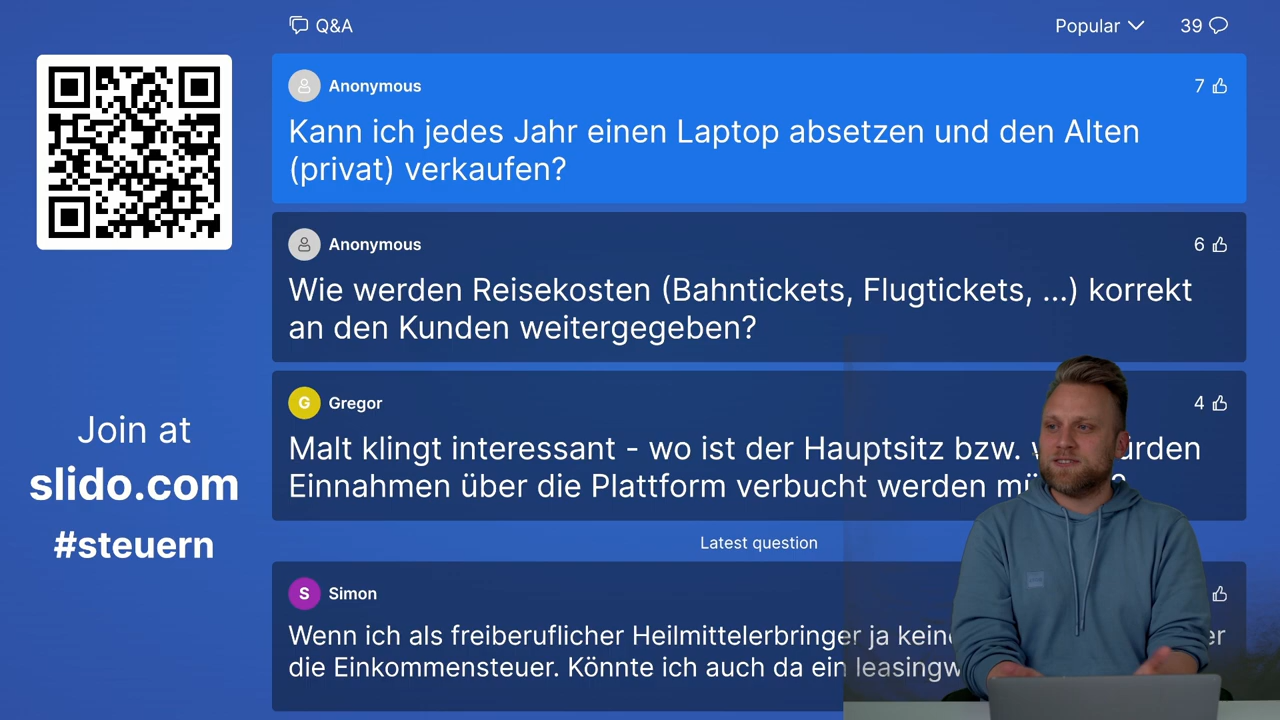 Q&A
Popular
39
Anonymous
7
Kann ich jedes Jahr einen Laptop absetzen und den Alten
(privat) verkaufen?
Anonymous
6
Wie werden Reisekosten (Bahntickets, Flugtickets, ...) korrekt
an den Kunden weitergegeben?
G
Gregor
4
Malt klingt interessant - wo ist der Hauptsitz bzw.
Einnahmen über die Plattform verbucht werden
Latest question
S
Simon
Wenn ich als freiberuflicher Heilmittelerbringer ja
die Einkommensteuer. Könnte ich auch da ein
Join at
slido.com
#steuern